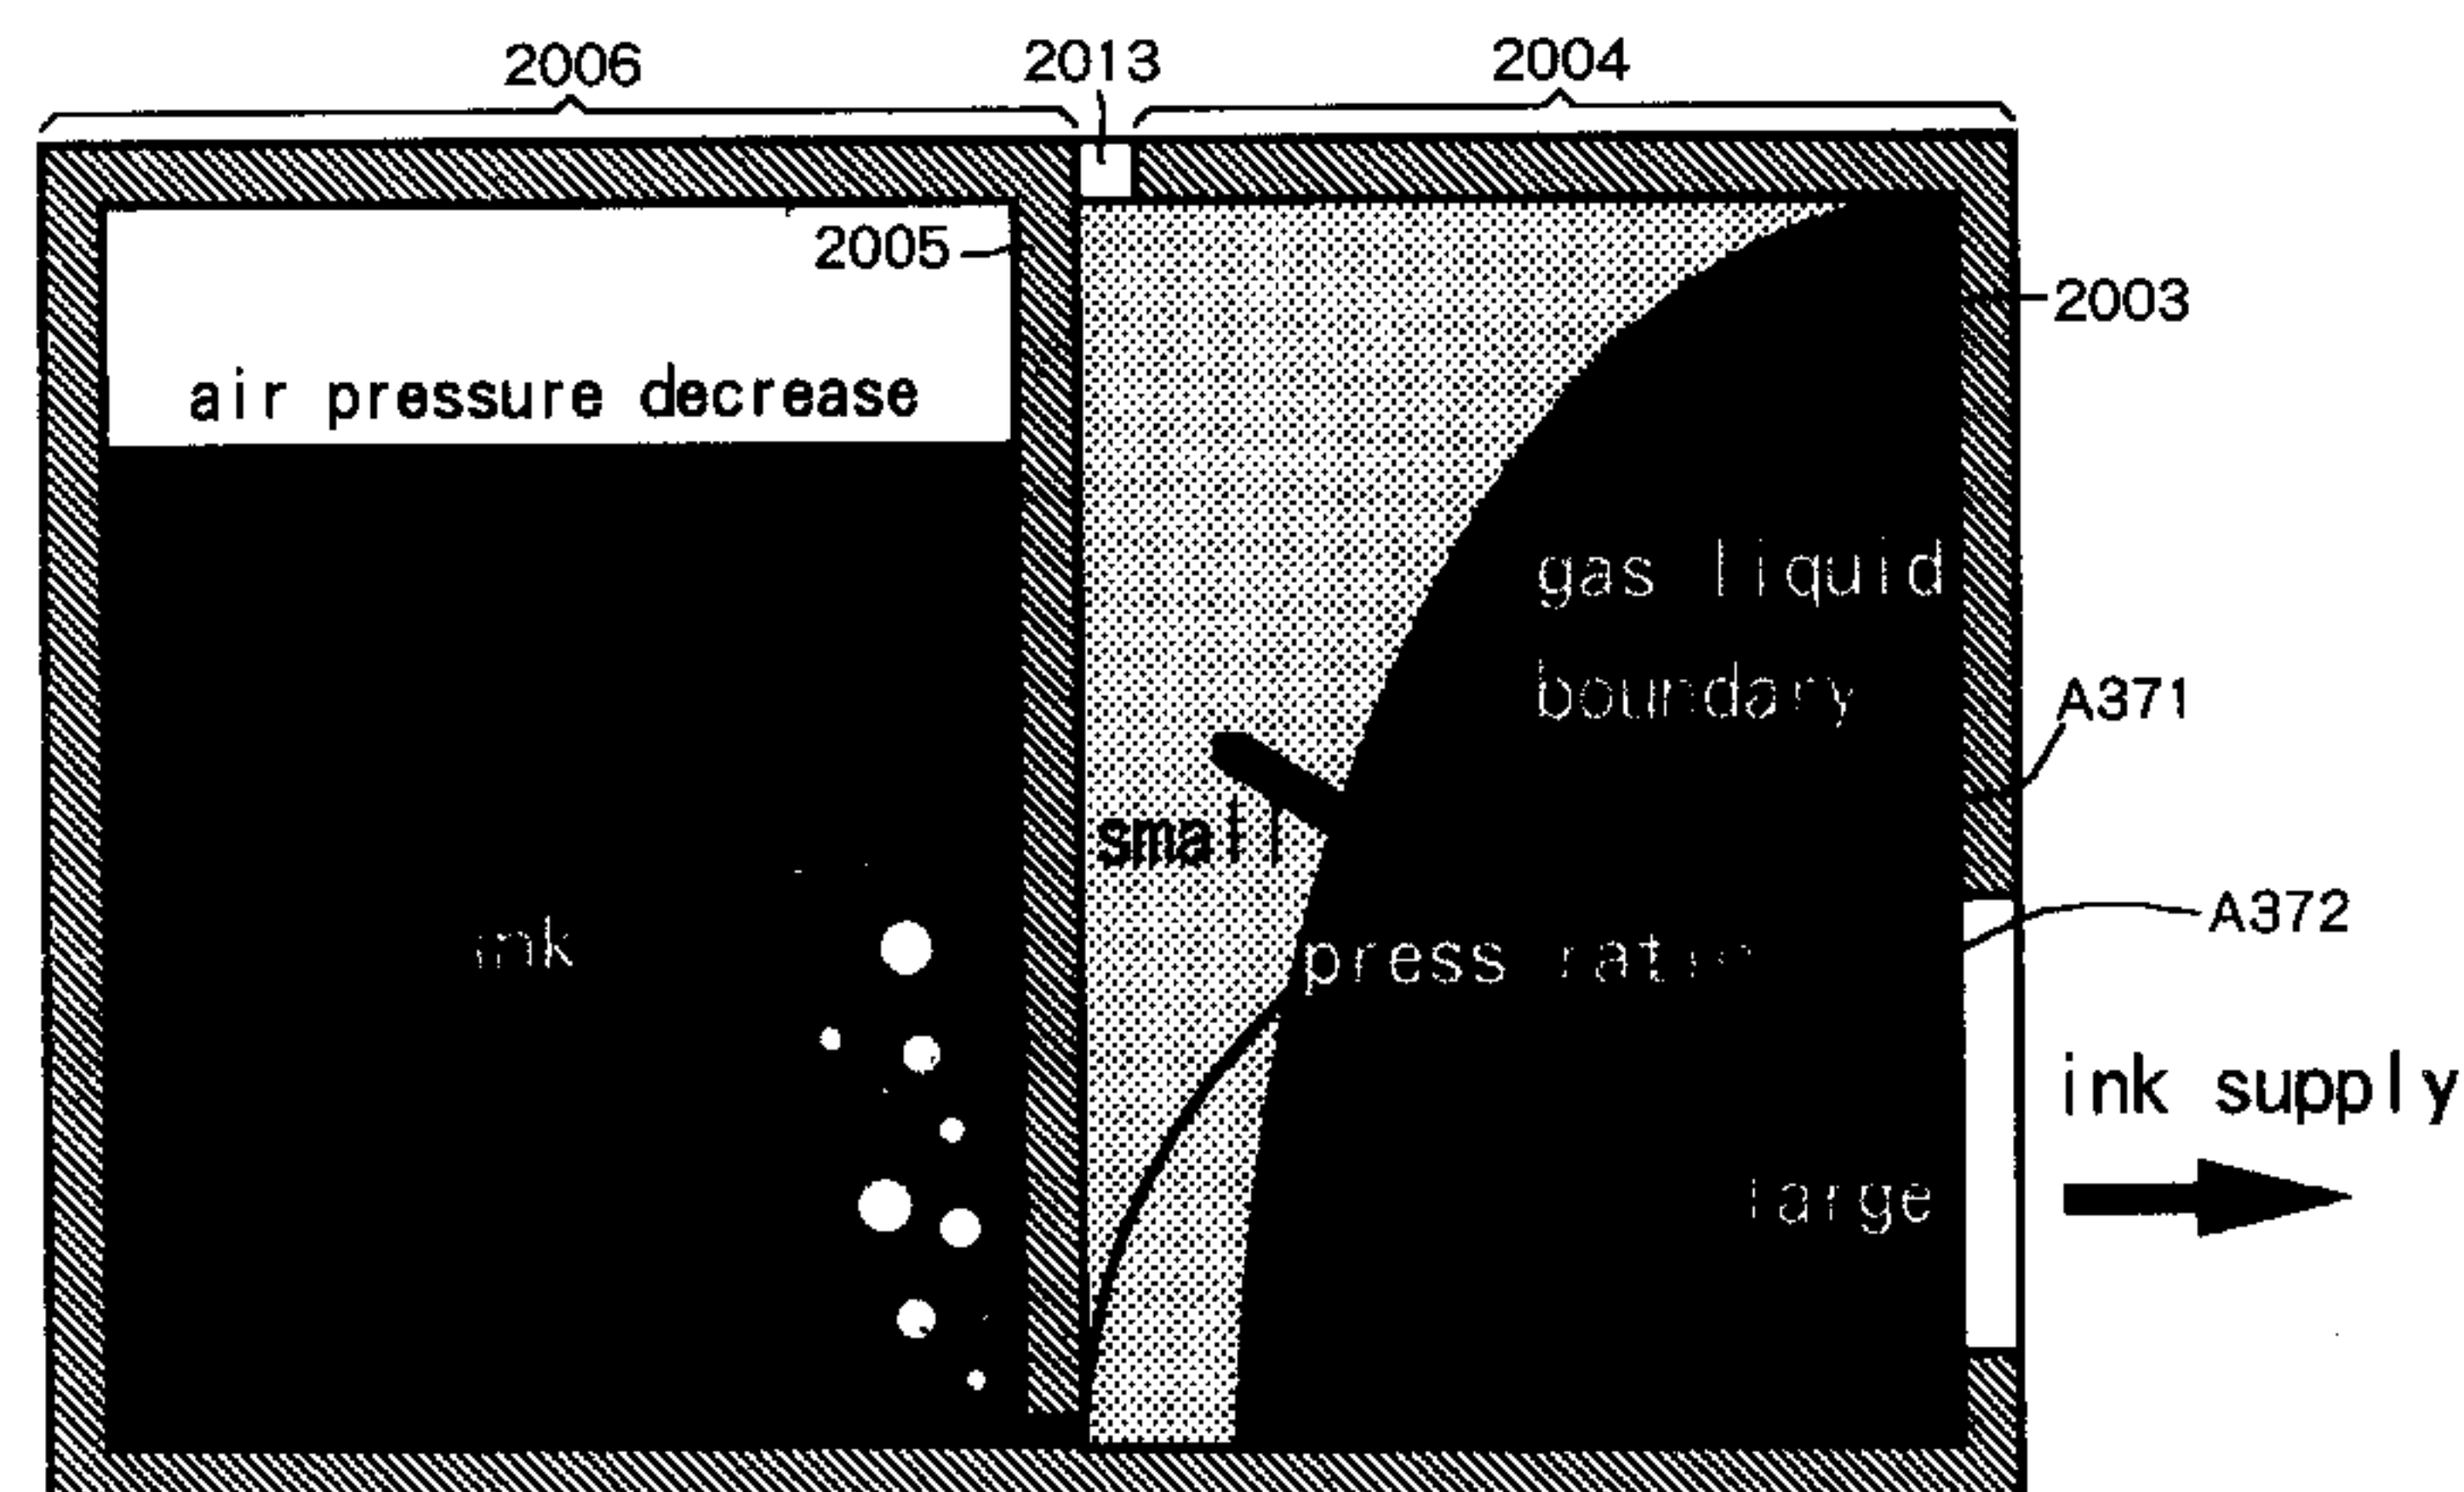 2006 2013 2004
2005
2003
air pressure decrease
gas liquid
boundary
A371
small
A372
ink
press ratio
ink supply
large